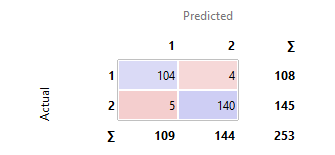 Predicted
1 2 Σ
Actual
1 104 4 108
2 5 140 145
Σ 109 144 253